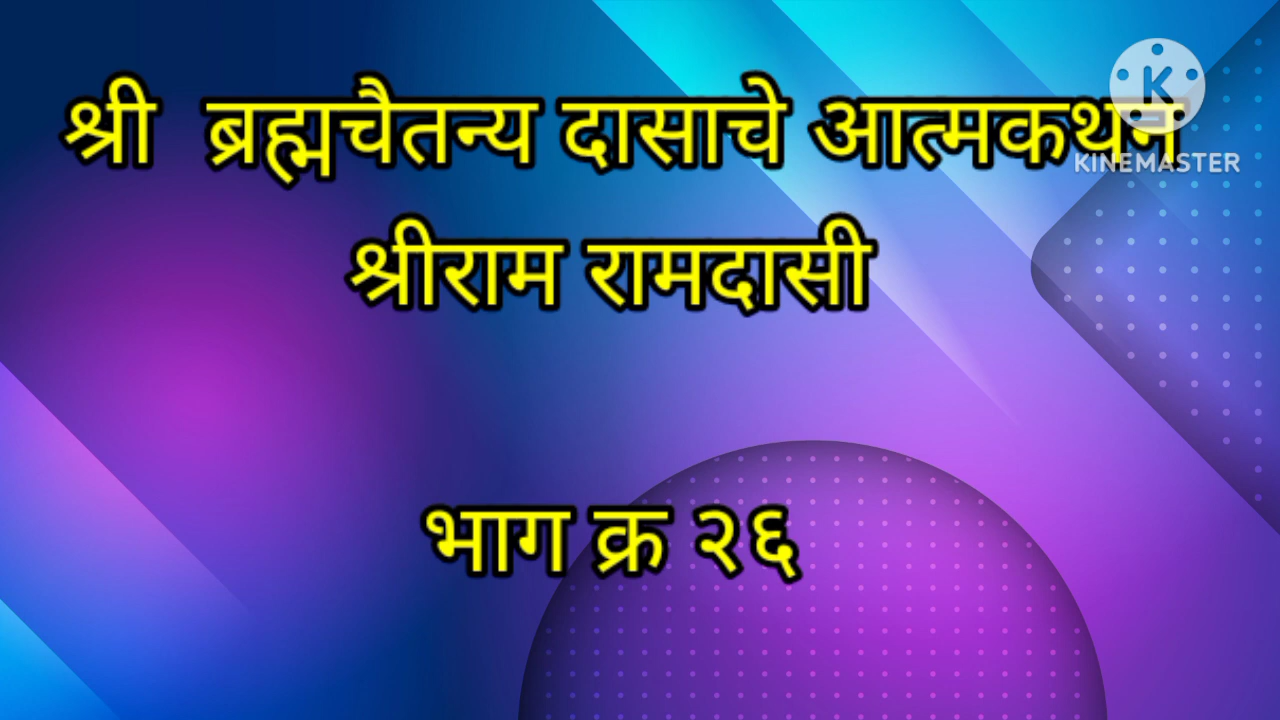 श्री ब्रह्मचैतन्य दासाचे आत्मकथन
KINEMASTER
श्रीराम रामदासी
भाग क्र २६